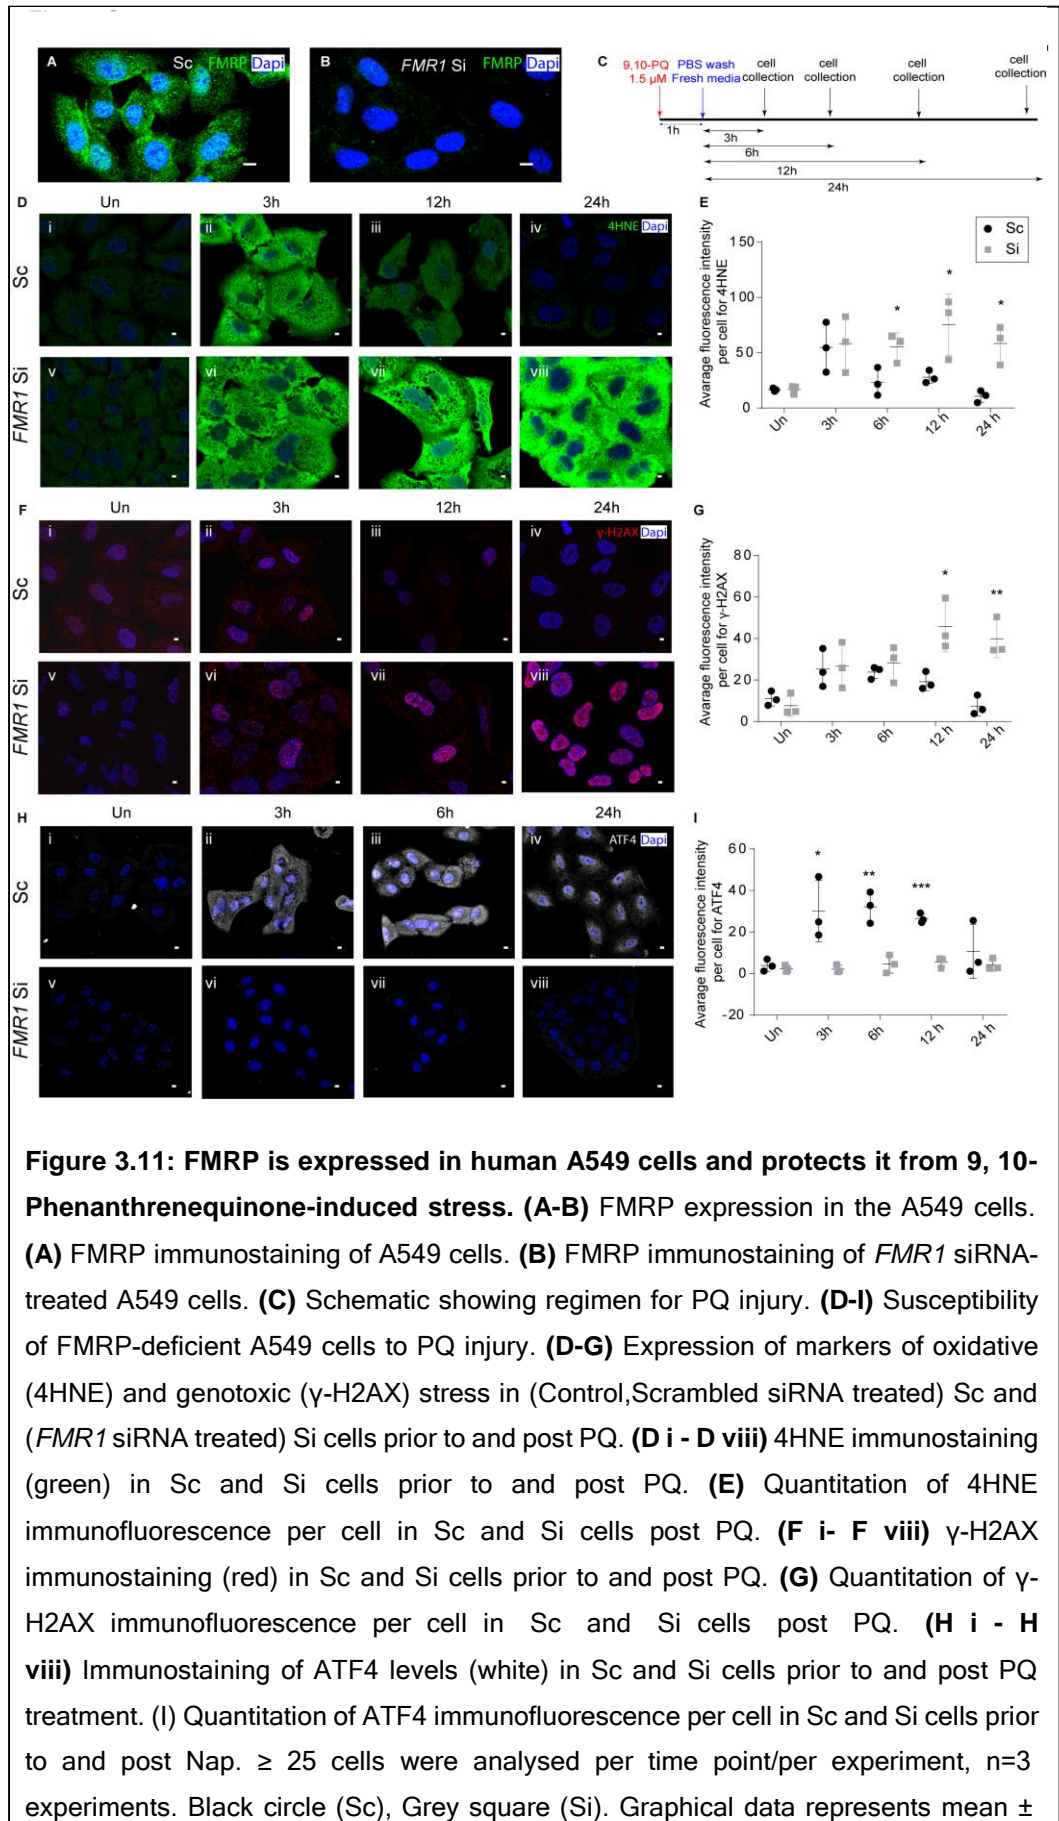 A Sc FMRP Dapi
B FMR1 Si FMRP Dapi
C
9,10-PQ PBS wash cell cell cell cell
1.5 µM Fresh media collection collection collection collection
1h
3h
6h
12h
24h
D Un 3h 12h 24h
Sc
i ii iii iv 4HNE Dapi
FMR1 Si
v vi vii viii
E
Sc
Si
Avarage fluorescence intensity
per cell for 4HNE
150
100
50
0
* * *
Un 3h 6h 12 h 24 h
F Un 3h 12h 24h
Sc
i ii iii iv γ-H2AX Dapi
FMR1 Si
v vi vii viii
G
Avarage fluorescence intensity
per cell for γ-H2AX
80
60
40
20
0
* **
Un 3h 6h 12 h 24 h
H Un 3h 6h 24h
Sc
i ii iii iv ATF4 Dapi
FMR1 Si
v vi vii viii
I
Avarage fluorescence intensity
per cell for ATF4
60
40
20
0
-20
* ** ***
Un 3h 6h 12 h 24 h
Figure 3.11: FMRP is expressed in human A549 cells and protects it from 9, 10-
Phenanthrenequinone-induced stress. (A-B) FMRP expression in the A549 cells.
(A) FMRP immunostaining of A549 cells. (B) FMRP immunostaining of FMR1 siRNA-
treated A549 cells. (C) Schematic showing regimen for PQ injury. (D-I) Susceptibility
of FMRP-deficient A549 cells to PQ injury. (D-G) Expression of markers of oxidative
(4HNE) and genotoxic (γ-H2AX) stress in (Control,Scrambled siRNA treated) Sc and
(FMR1 siRNA treated) Si cells prior to and post PQ. (D i - D viii) 4HNE immunostaining
(green) in Sc and Si cells prior to and post PQ. (E) Quantitation of 4HNE
immunofluorescence per cell in Sc and Si cells post PQ. (F i- F viii) γ-H2AX
immunostaining (red) in Sc and Si cells prior to and post PQ. (G) Quantitation of γ-
H2AX immunofluorescence per cell in Sc and Si cells post PQ. (H i - H
viii) Immunostaining of ATF4 levels (white) in Sc and Si cells prior to and post PQ
treatment. (I) Quantitation of ATF4 immunofluorescence per cell in Sc and Si cells prior
to and post Nap. ≥ 25 cells were analysed per time point/per experiment, n=3
experiments. Black circle (Sc), Grey square (Si). Graphical data represents mean ±